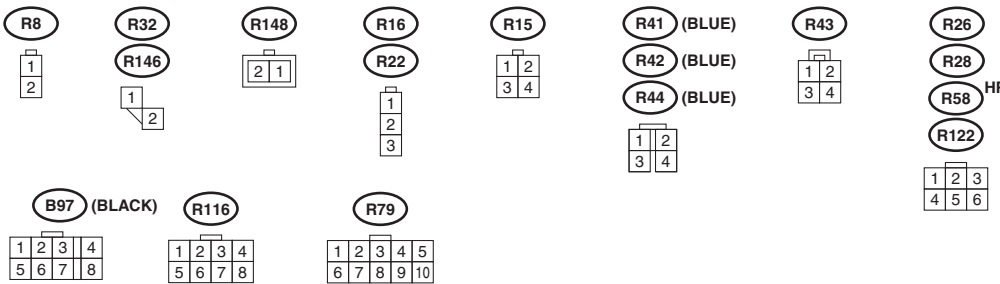 R8 R32 R148 R16 R15 R41 (BLUE) R43 R26
R146 R22 R42 (BLUE) R28
R44 (BLUE) R58 HF
R122
1
2
1
2
2 1
1
2
3
1 2
3 4
1 2
3 4
1 2
3 4
1 2 3
4 5 6
B97 (BLACK) R116 R79
1 2 3 4
5 6 7 8
1 2 3 4
5 6 7 8
1 2 3 4 5
6 7 8 9 10